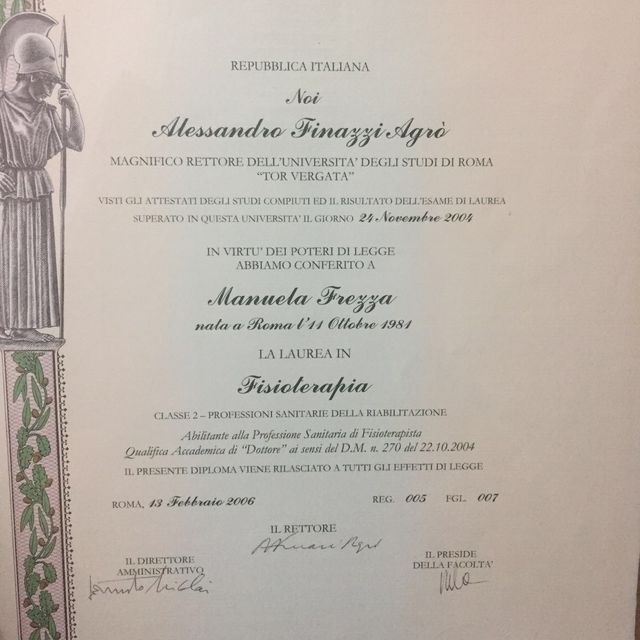 REPUBBLICA ITALIANA
Noi
Alessandro Finazzi Agrò
MAGNIFICO RETTORE DELL'UNIVERSITA' DEGLI STUDI DI ROMA
"TOR VERGATA"
VISTI GLI ATTESTATI DEGLI STUDI COMPIUTI ED IL RISULTATO DELL'ESAME DI LAUREA
SUPERATO IN QUESTA UNIVERSITÀ IL GIORNO 24 Novembre 2004
IN VIRTU' DEI POTERI DI LEGGE
ABBIAMO CONFERITO A
Manuela Frezza
nata a Roma l'11 Ottobre 1981
LA LAUREA IN
Fisioterapia
CLASSE 2 – PROFESSIONI SANITARIE DELLA RIABILITAZIONE
Abilitante alla Professione Sanitaria di Fisioterapista
Qualifica Accademica di "Dottore" ai sensi del D.M. n. 270 del 22.10.2004
IL PRESENTE DIPLOMA VIENE RILASCIATO A TUTTI GLI EFFETTI DI LEGGE
ROMA, 13 Febbraio 2006 REG. 005 FGL. 007
IL RETTORE
IL DIRETTORE
AMMINISTRATIVO
IL PRESIDE
DELLA FACOLTA'